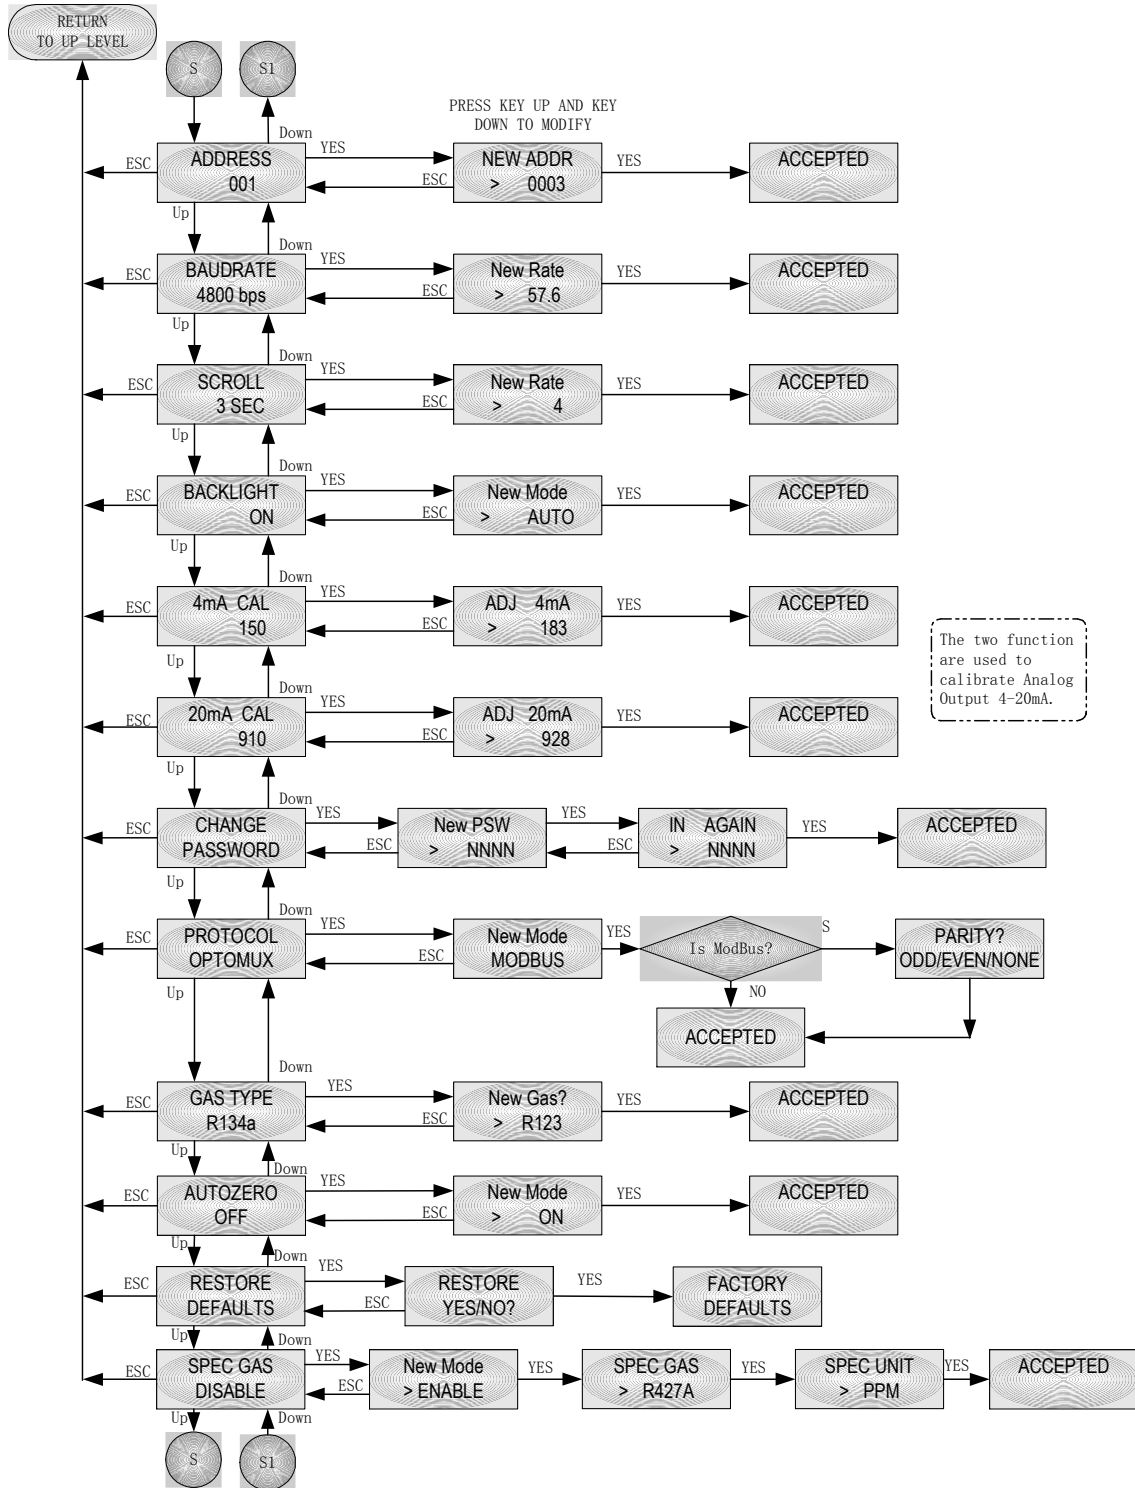 RETURN
TO UP LEVEL
S
S1
PRESS KEY UP AND KEY
DOWN TO MODIFY
Down
ESC
ADDRESS
001
YES
ESC
NEW ADDR
> 0003
YES
ACCEPTED
Up
Down
ESC
BAUDRATE
4800 bps
YES
ESC
New Rate
> 57.6
YES
ACCEPTED
Up
Down
ESC
SCROLL
3 SEC
YES
ESC
New Rate
> 4
YES
ACCEPTED
Up
Down
ESC
BACKLIGHT
ON
YES
ESC
New Mode
> AUTO
YES
ACCEPTED
Up
Down
ESC
4mA CAL
150
YES
ESC
ADJ 4mA
> 183
YES
ACCEPTED
The two function
are used to
calibrate Analog
Output 4-20mA.
Up
Down
ESC
20mA CAL
910
YES
ESC
ADJ 20mA
> 928
YES
ACCEPTED
Up
Down
ESC
CHANGE
PASSWORD
YES
ESC
New PSW
> NNNN
YES
ESC
IN AGAIN
> NNNN
YES
ACCEPTED
Up
Down
ESC
PROTOCOL
OPTOMUX
YES
ESC
New Mode
MODBUS
YES
Is ModBus?
S
PARITY?
ODD/EVEN/NONE
NO
ACCEPTED
Up
Down
ESC
GAS TYPE
R134a
YES
ESC
New Gas?
> R123
YES
ACCEPTED
Up
Down
ESC
AUTOZERO
OFF
YES
ESC
New Mode
> ON
YES
ACCEPTED
Up
Down
ESC
RESTORE
DEFAULTS
YES
ESC
RESTORE
YES/NO?
YES
FACTORY
DEFAULTS
Up
Down
ESC
SPEC GAS
DISABLE
YES
ESC
New Mode
> ENABLE
YES
SPEC GAS
> R427A
YES
SPEC UNIT
> PPM
YES
ACCEPTED
Up
Down
S
S1